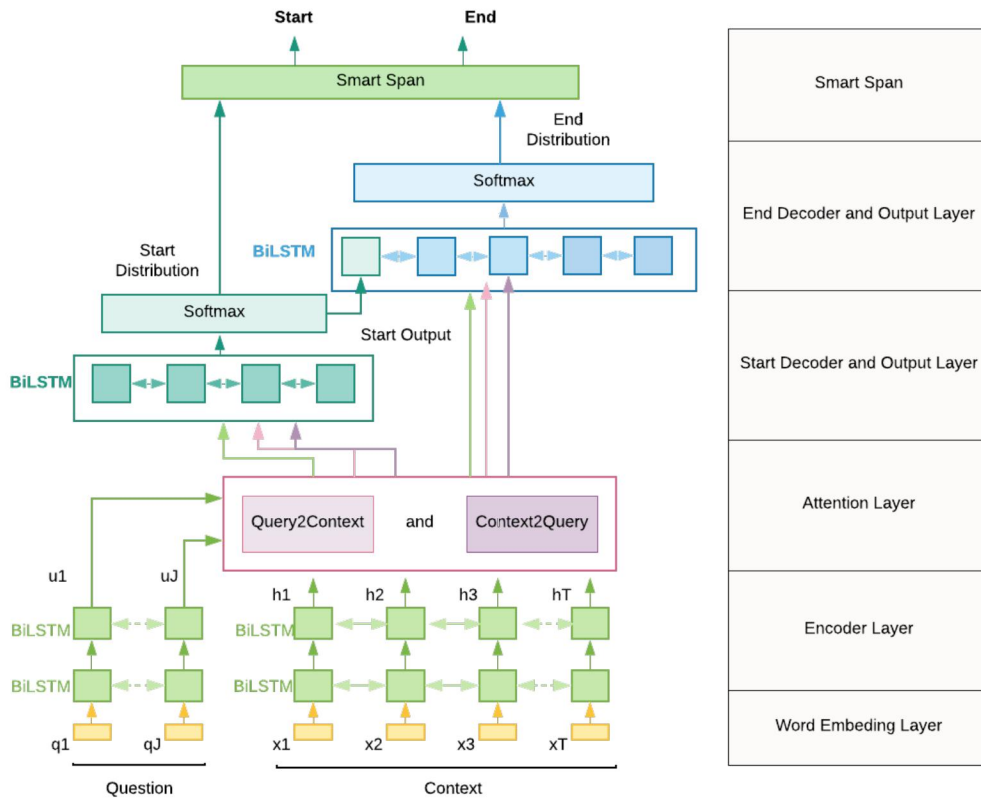 Start
End
Smart Span
End
Distribution
Softmax
BiLSTM
Start
Distribution
Softmax
Start Output
BiLSTM
Query2Context
and
Context2Query
u1
uJ
h1
h2
h3
hT
BiLSTM
BiLSTM
BiLSTM
BiLSTM
q1
qJ
x1
x2
x3
xT
Question
Context
Smart Span
End Decoder and Output Layer
Start Decoder and Output Layer
Attention Layer
Encoder Layer
Word Embeding Layer